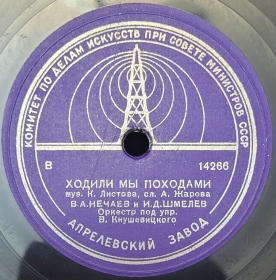 КОМИТЕТ ПО ДЕЛАМ ИСКУССТВ ПРИ СОВЕТЕ МИНИСТРОВ СССР
В 14266
ХОДИЛИ МЫ ПОХОДАМИ
муз. К. Листова, сл. А. Жарова
В. А. НЕЧАЕВ и И. Д. ШМЕЛЕВ
Оркестр под упр.
В. Кнушевицкого
АПРЕЛЕВСКИЙ ЗАВОД